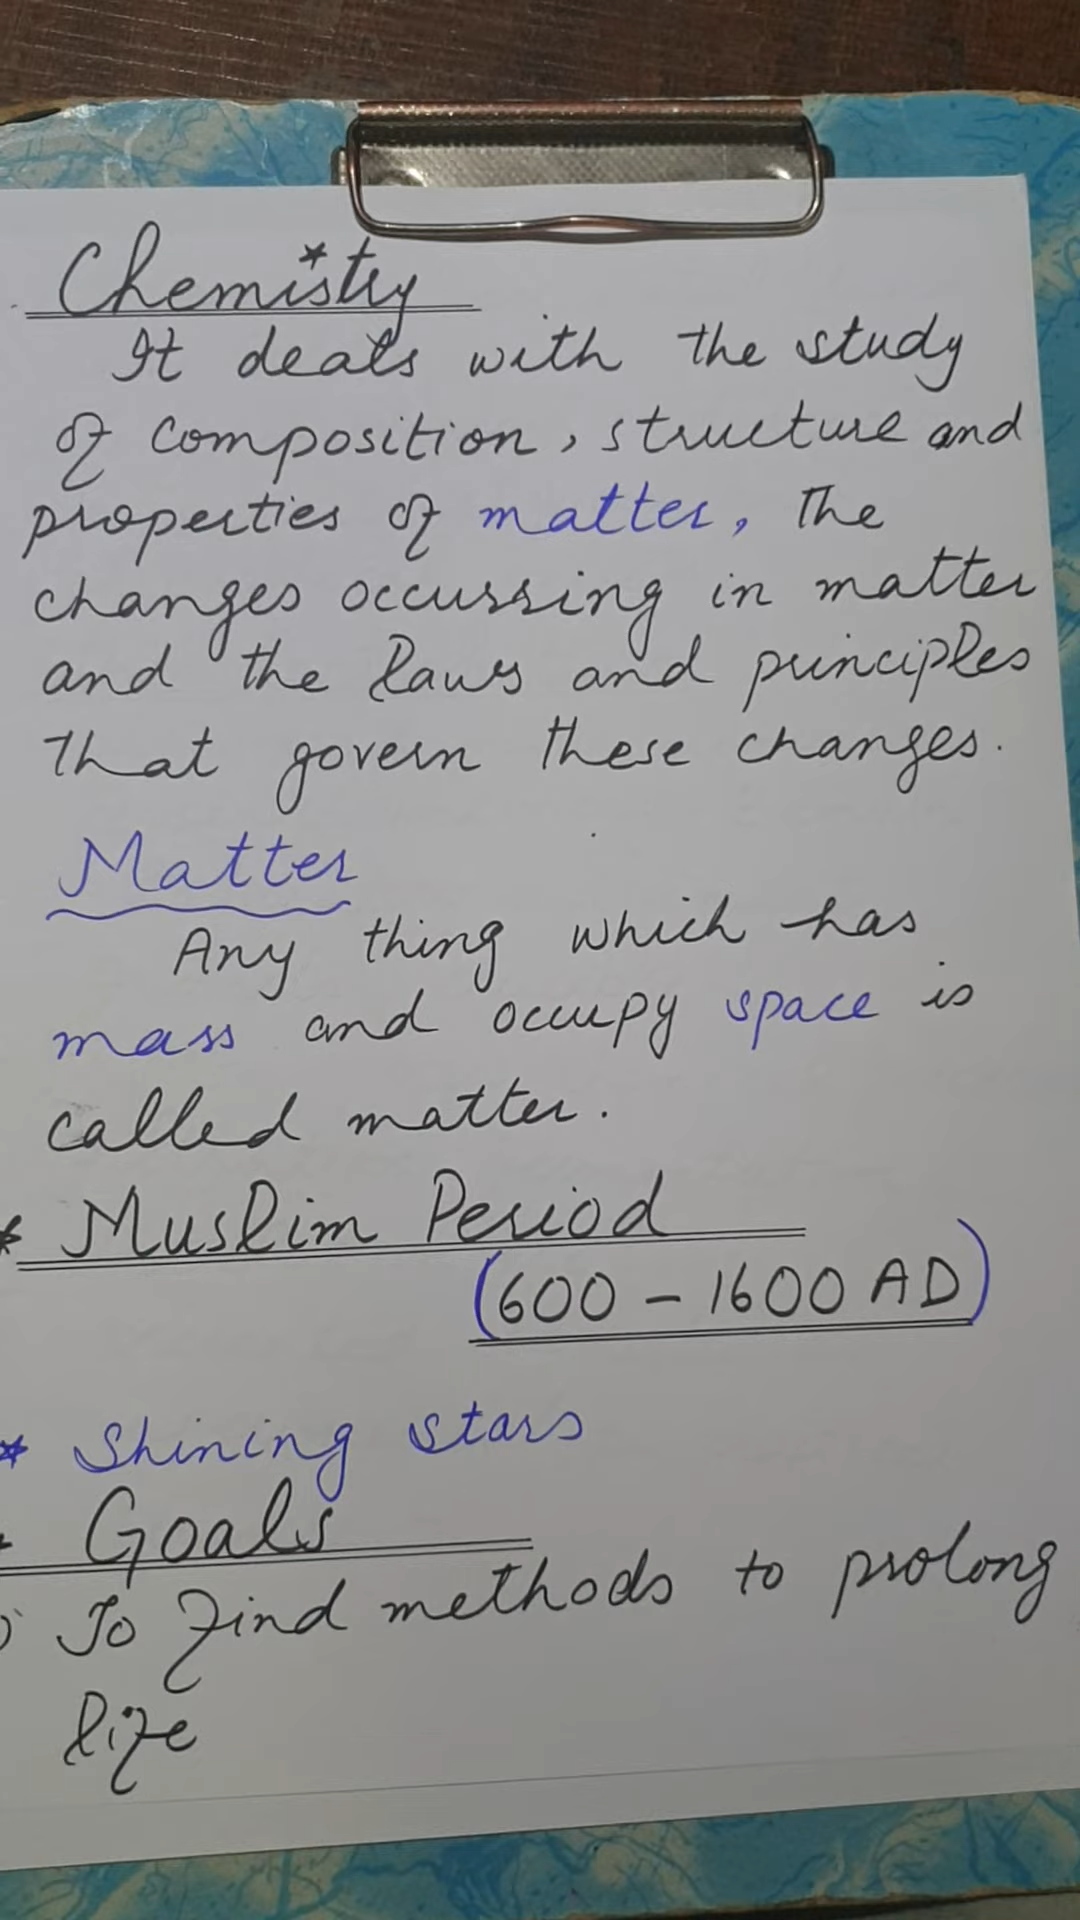 Chemistry
It deals with the study
of composition, structure and
properties of matter, The
changes occurring in matter
and the laws and principles
that govern these changes.
Matter
Any thing which has
mass and occupy space is
called matter.
* Muslim Period
(600 - 1600 AD)
* Shining stars
Goals
To find methods to prolong
life